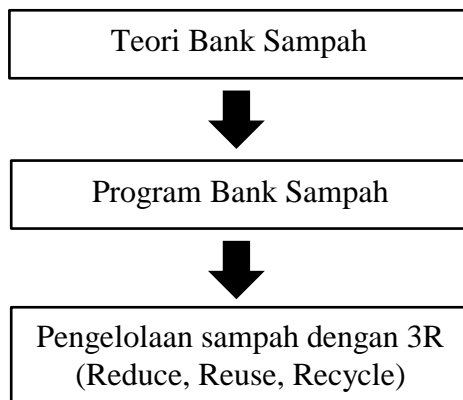 Teori Bank Sampah
Program Bank Sampah
Pengelolaan sampah dengan 3R
(Reduce, Reuse, Recycle)